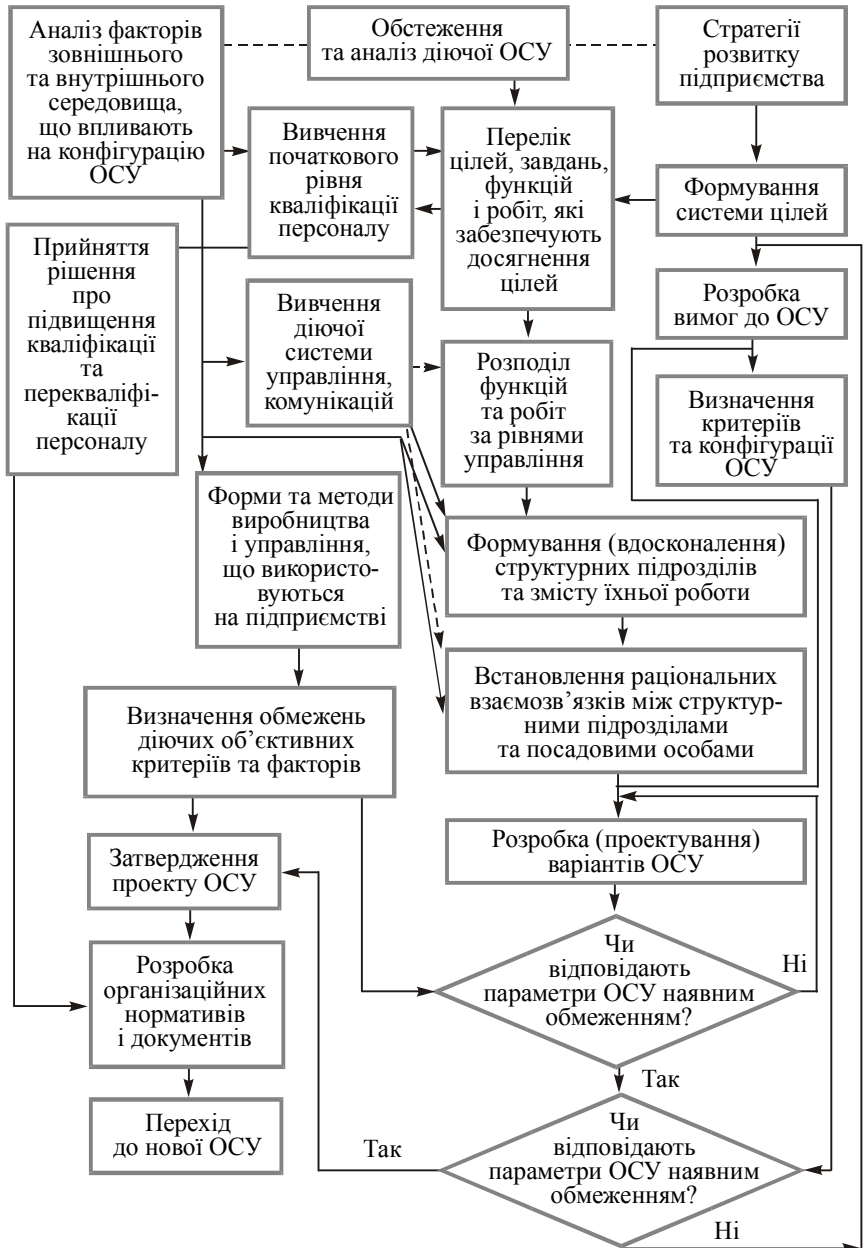 Аналіз факторів
зовнішнього
та внутрішнього
середовища,
що впливають
на конфігурацію
ОСУ
Обстеження
та аналіз діючої ОСУ
Стратегії
розвитку
підприємства
Вивчення
початкового
рівня
кваліфікації
персоналу
Перелік
цілей, завдань,
функцій
і робіт, які
забезпечують
досягнення
цілей
Формування
системи цілей
Прийняття
рішення
про
підвищення
кваліфікації
та
перекваліфі-
кації
персоналу
Вивчення
діючої
системи
управління,
комунікацій
Розробка
вимог до ОСУ
Розподіл
функцій
та робіт
за рівнями
управління
Визначення
критеріїв
та конфігурації
ОСУ
Форми та методи
виробництва
і управління,
що використо-
вуються
на підприємстві
Формування (вдосконалення)
структурних підрозділів
та змісту їхньої роботи
Встановлення раціональних
взаємозв’язків між структур-
ними підрозділами
та посадовими особами
Визначення обмежень
діючих об’єктивних
критеріїв та факторів
Розробка (проектування)
варіантів ОСУ
Затвердження
проекту ОСУ
Чи
відповідають
параметри ОСУ наявним
обмеженням?
Ні
Розробка
організаційних
нормативів
і документів
Так
Перехід
до нової ОСУ
Чи
відповідають
параметри ОСУ наявним
обмеженням?
Так
Ні